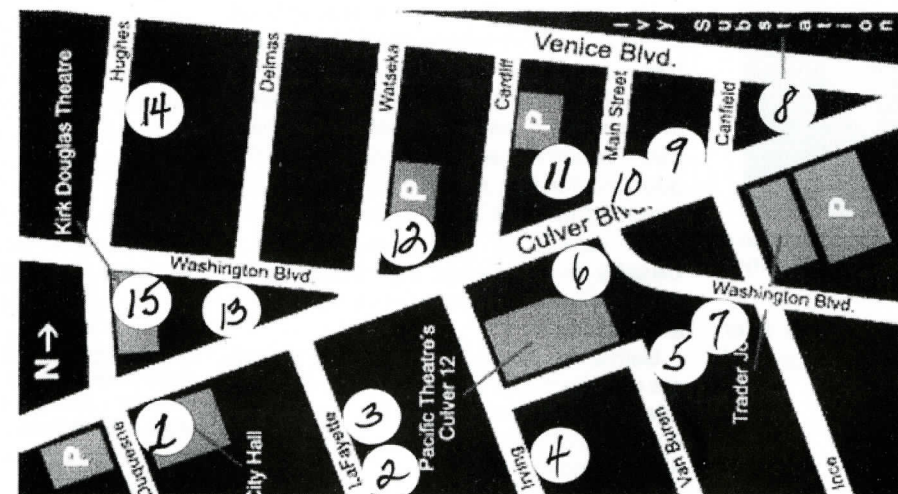 Ivy Substation
Venice Blvd.
Kirk Douglas Theatre
Hughes
Delmas
Watseka
Cardiff
Main Street
Canfield
8
14
P
P
11
10
9
P
12
Culver Blvd.
Washington Blvd.
6
15
13
Washington Blvd.
N→
7
5
Pacific Theatre's
Culver 12
Trader Jo
3
1
P
Duquesne
City Hall
LaFayette
2
Irving
4
Van Buren
Ince